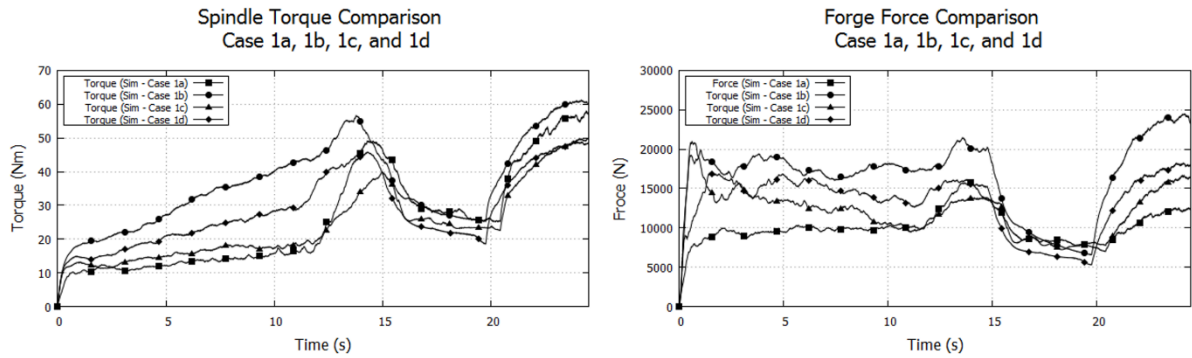 Spindle Torque Comparison
Case 1a, 1b, 1c, and 1d
70
60
50
40
30
20
10
0
Torque (Nm)
Torque (Sim - Case 1a)
Torque (Sim - Case 1b)
Torque (Sim - Case 1c)
Torque (Sim - Case 1d)
0 5 10 15 20
Time (s)
Forge Force Comparison
Case 1a, 1b, 1c, and 1d
30000
25000
20000
15000
10000
5000
0
Froce (N)
Force (Sim - Case 1a)
Torque (Sim - Case 1b)
Torque (Sim - Case 1c)
Torque (Sim - Case 1d)
0 5 10 15 20
Time (s)